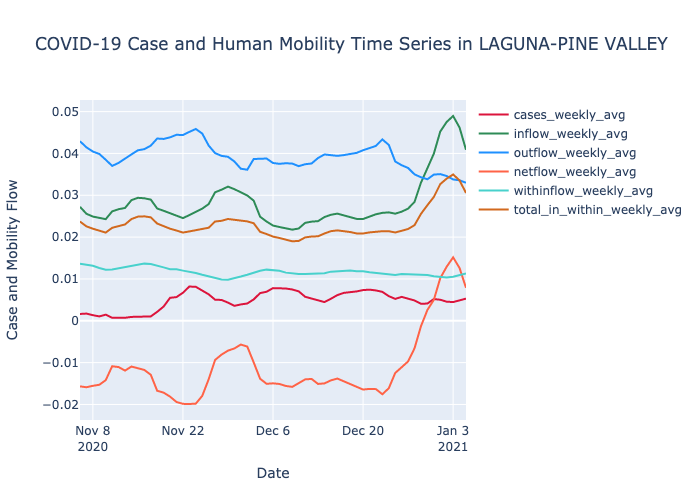 COVID-19 Case and Human Mobility Time Series in LAGUNA-PINE VALLEY
Case and Mobility Flow
0.05
0.04
0.03
0.02
0.01
0
−0.01
−0.02
Nov 8
2020
Nov 22
Dec 6
Dec 20
Jan 3
2021
Date
cases_weekly_avg
inflow_weekly_avg
outflow_weekly_avg
netflow_weekly_avg
withinflow_weekly_avg
total_in_within_weekly_avg